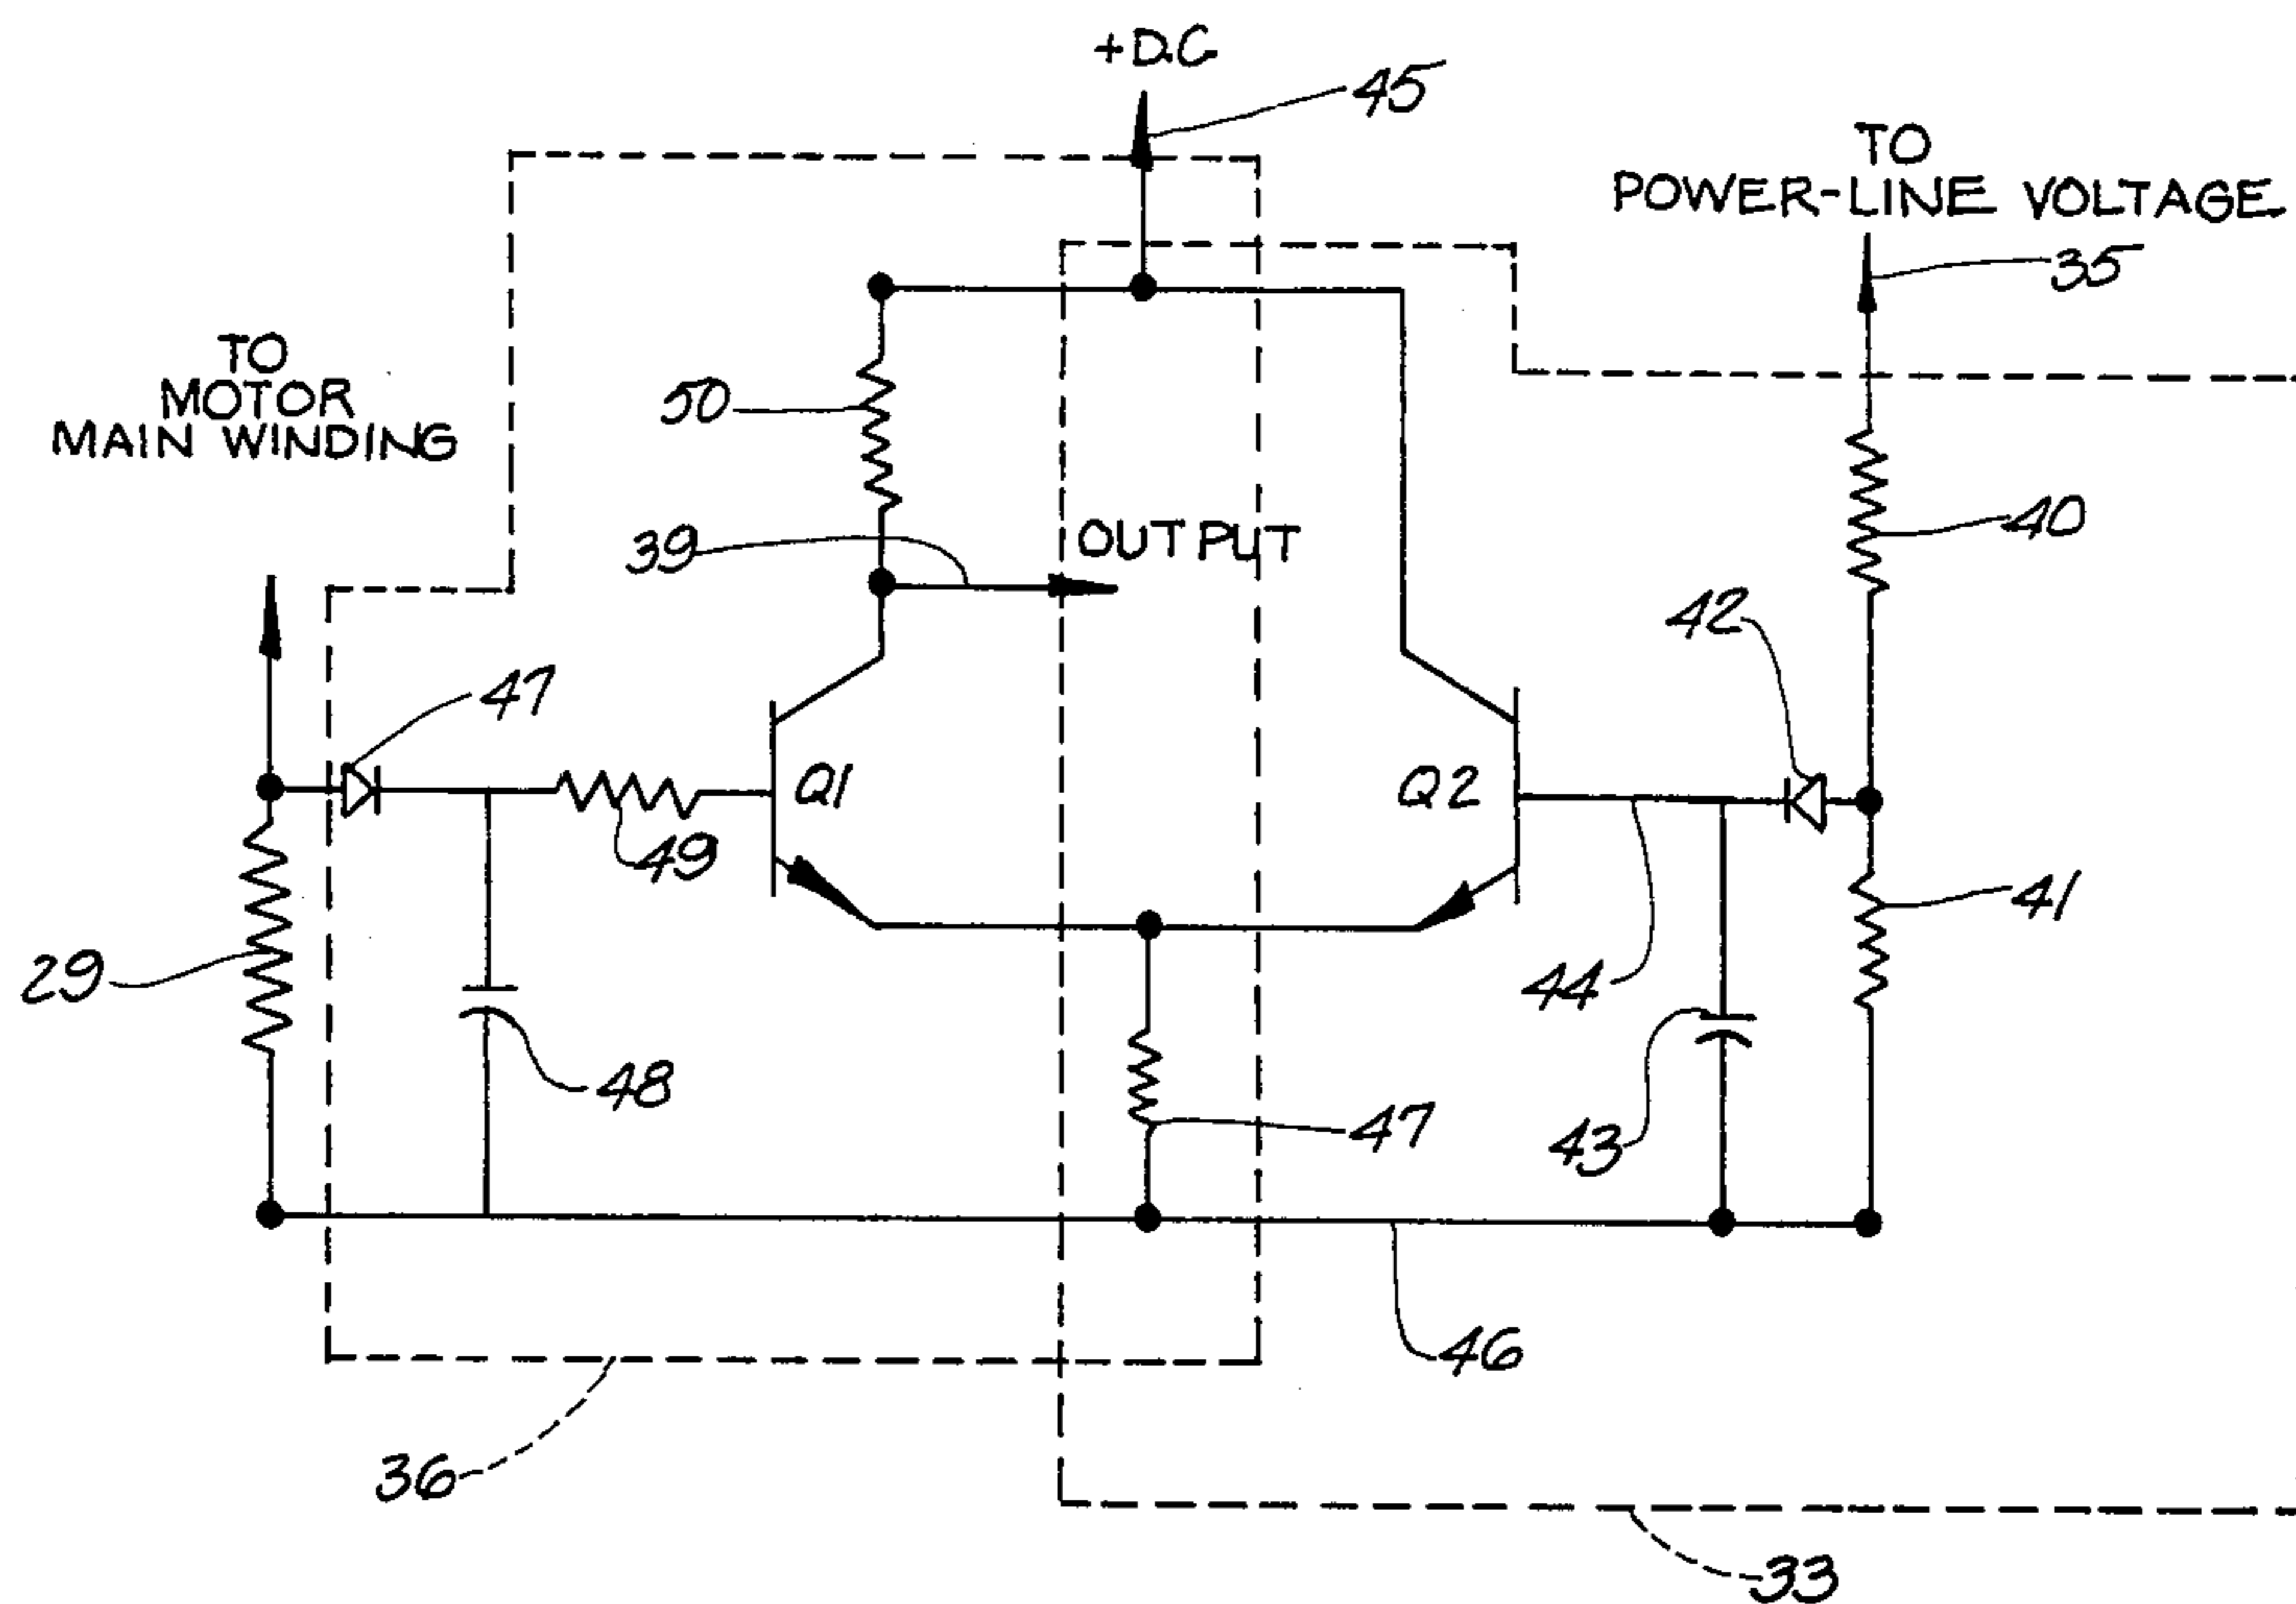 +D.C
45
TO
POWER-LINE VOLTAGE
35
TO
MOTOR
MAIN WINDING
50
40
39
OUTPUT
42
47
Q1
Q2
49
41
29
44
48
47
43
46
36
33